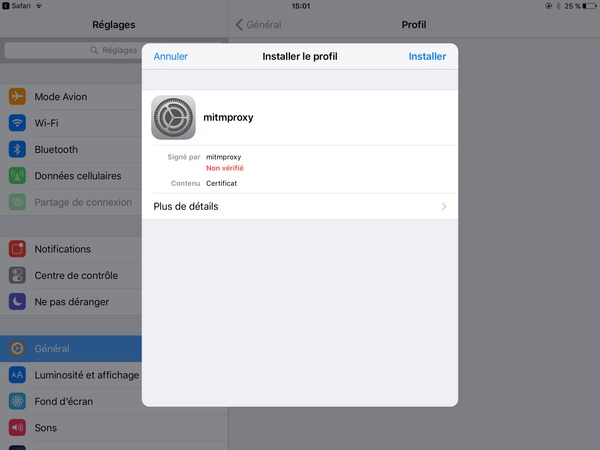 Safari
15:01
25 %
Réglages
Général
Profil
Réglages
Annuler
Installer le profil
Installer
mitmproxy
Signé par mitmproxy
Non vérifié
Contenu Certificat
Plus de détails
Mode Avion
Wi-Fi
Bluetooth
Données cellulaires
Partage de connexion
Notifications
Centre de contrôle
Ne pas déranger
Général
Luminosité et affichage
Fond d’écran
Sons